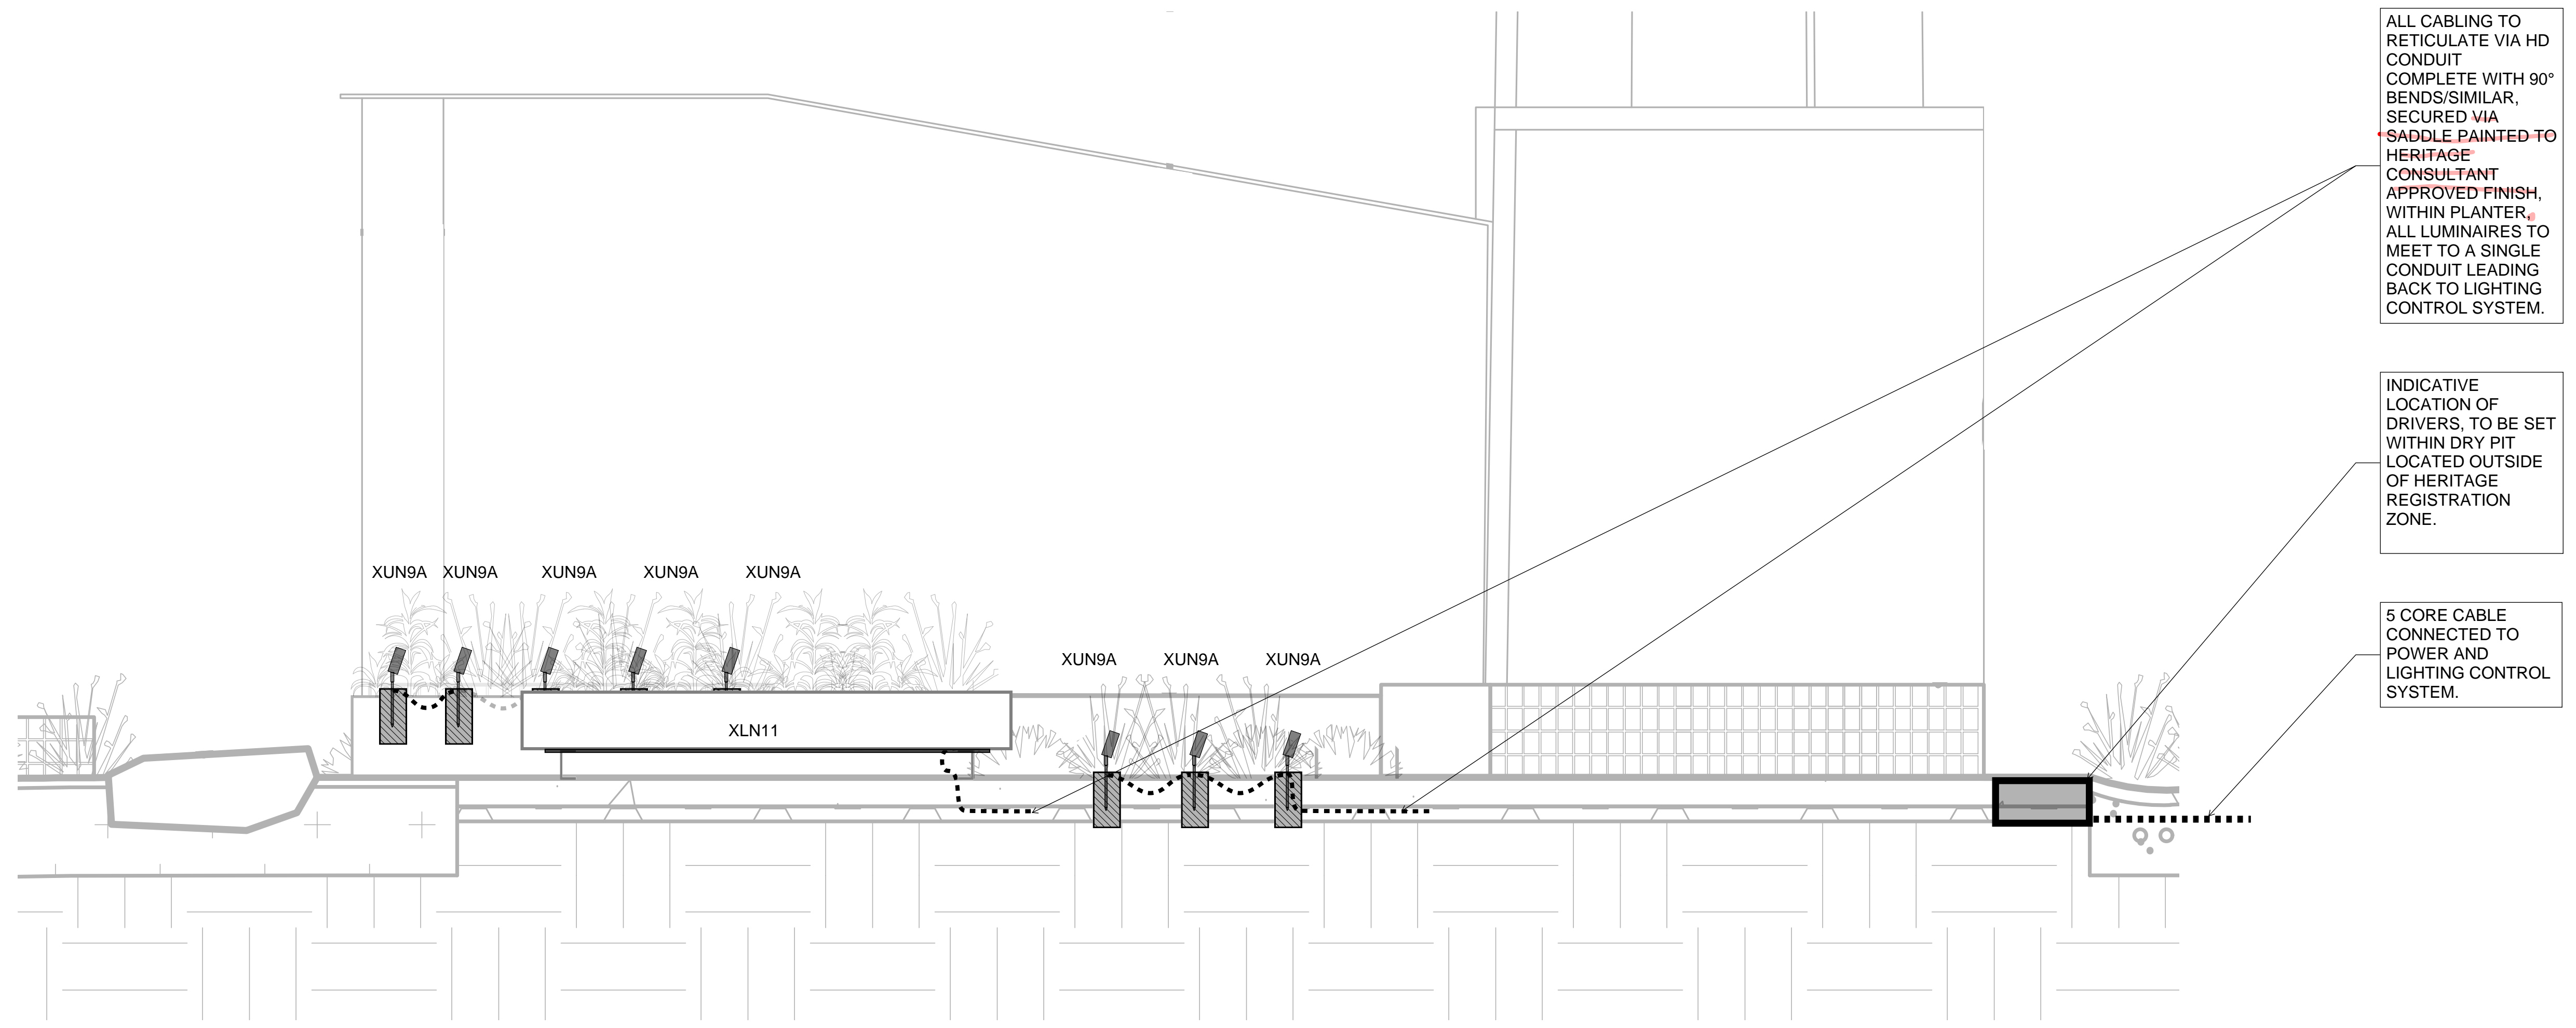 ALL CABLING TO
RETICULATE VIA HD
CONDUIT
COMPLETE WITH 90°
BENDS/SIMILAR,
SECURED VIA
SADDLE PAINTED TO
HERITAGE
CONSULTANT
APPROVED FINISH,
WITHIN PLANTER,
ALL LUMINAIRES TO
MEET TO A SINGLE
CONDUIT LEADING
BACK TO LIGHTING
CONTROL SYSTEM.
INDICATIVE
LOCATION OF
DRIVERS, TO BE SET
WITHIN DRY PIT
LOCATED OUTSIDE
OF HERITAGE
REGISTRATION
ZONE.
5 CORE CABLE
CONNECTED TO
POWER AND
LIGHTING CONTROL
SYSTEM.
XUN9A XUN9A XUN9A XUN9A XUN9A
XUN9A XUN9A XUN9A
XLN11